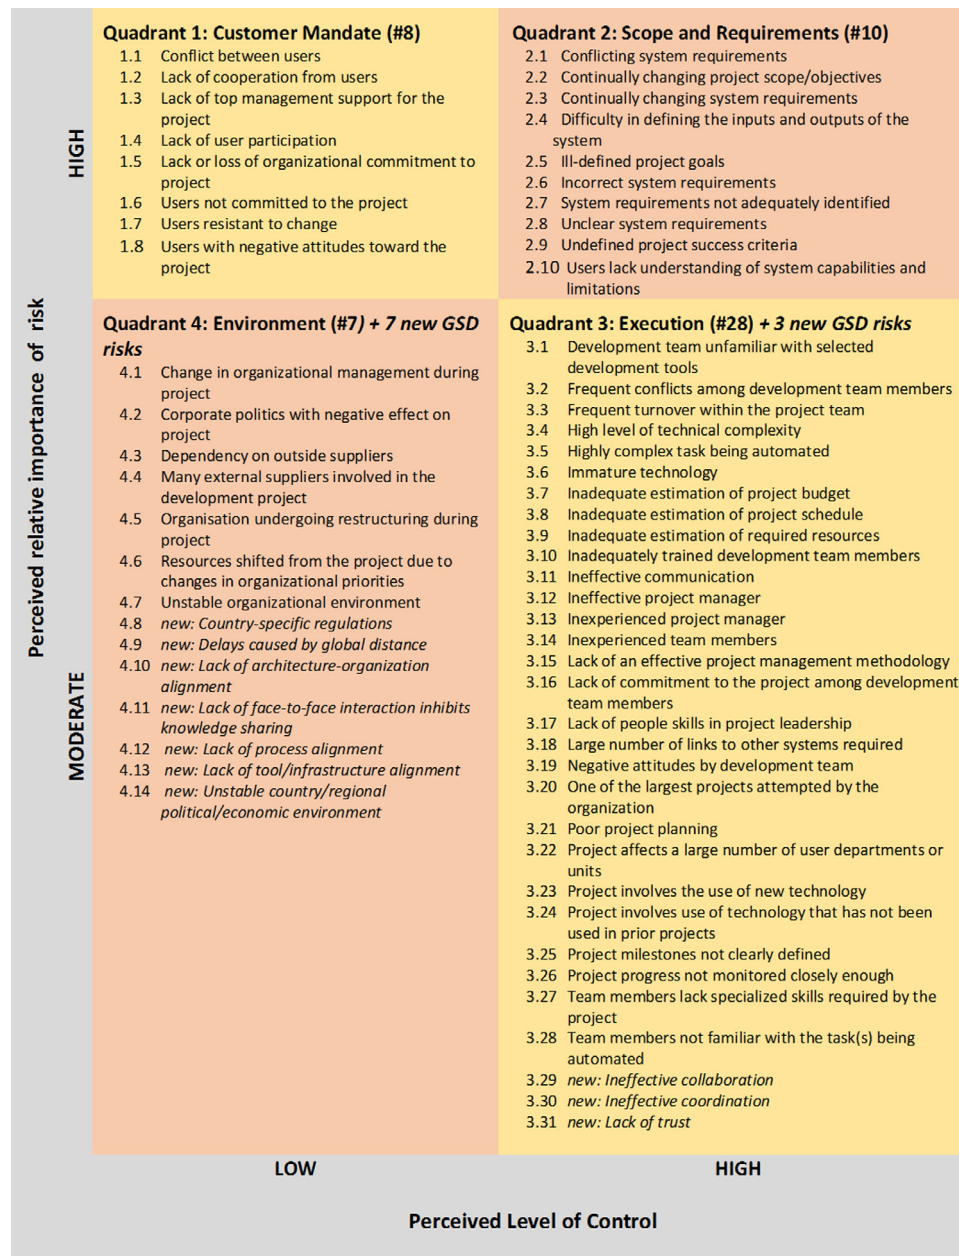 Quadrant 1: Customer Mandate (#8)
1.1 Conflict between users
1.2 Lack of cooperation from users
1.3 Lack of top management support for the
project
1.4 Lack of user participation
1.5 Lack or loss of organizational commitment to
project
1.6 Users not committed to the project
1.7 Users resistant to change
1.8 Users with negative attitudes toward the
project
Quadrant 2: Scope and Requirements (#10)
2.1 Conflicting system requirements
2.2 Continually changing project scope/objectives
2.3 Continually changing system requirements
2.4 Difficulty in defining the inputs and outputs of the
system
2.5 Ill-defined project goals
2.6 Incorrect system requirements
2.7 System requirements not adequately identified
2.8 Unclear system requirements
2.9 Undefined project success criteria
2.10 Users lack understanding of system capabilities and
limitations
HIGH
Perceived relative importance of risk
MODERATE
Quadrant 4: Environment (#7) + 7 new GSD
risks
4.1 Change in organizational management during
project
4.2 Corporate politics with negative effect on
project
4.3 Dependency on outside suppliers
4.4 Many external suppliers involved in the
development project
4.5 Organisation undergoing restructuring during
project
4.6 Resources shifted from the project due to
changes in organizational priorities
4.7 Unstable organizational environment
4.8 new: Country-specific regulations
4.9 new: Delays caused by global distance
4.10 new: Lack of architecture-organization
alignment
4.11 new: Lack of face-to-face interaction inhibits
knowledge sharing
4.12 new: Lack of process alignment
4.13 new: Lack of tool/infrastructure alignment
4.14 new: Unstable country/regional
political/economic environment
Quadrant 3: Execution (#28) + 3 new GSD risks
3.1 Development team unfamiliar with selected
development tools
3.2 Frequent conflicts among development team members
3.3 Frequent turnover within the project team
3.4 High level of technical complexity
3.5 Highly complex task being automated
3.6 Immature technology
3.7 Inadequate estimation of project budget
3.8 Inadequate estimation of project schedule
3.9 Inadequate estimation of required resources
3.10 Inadequately trained development team members
3.11 Ineffective communication
3.12 Ineffective project manager
3.13 Inexperienced project manager
3.14 Inexperienced team members
3.15 Lack of an effective project management methodology
3.16 Lack of commitment to the project among development
team members
3.17 Lack of people skills in project leadership
3.18 Large number of links to other systems required
3.19 Negative attitudes by development team
3.20 One of the largest projects attempted by the
organization
3.21 Poor project planning
3.22 Project affects a large number of user departments or
units
3.23 Project involves the use of new technology
3.24 Project involves use of technology that has not been
used in prior projects
3.25 Project milestones not clearly defined
3.26 Project progress not monitored closely enough
3.27 Team members lack specialized skills required by the
project
3.28 Team members not familiar with the task(s) being
automated
3.29 new: Ineffective collaboration
3.30 new: Ineffective coordination
3.31 new: Lack of trust
LOW
HIGH
Perceived Level of Control